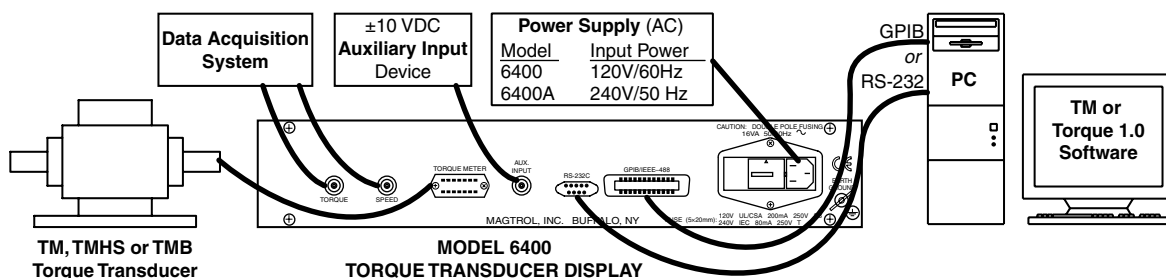 Data Acquisition
System
±10 VDC
Auxiliary Input
Device
Power Supply (AC)
Model Input Power
6400 120V/60Hz
6400A 240V/50 Hz
GPIB
or
RS-232
PC
TM or
Torque 1.0
Software
CAUTION: DOUBLE POLE FUSING
16VA
TORQUE METER
AUX.
INPUT
RS-232C
GPIB/IEEE-488
EARTH
GROUND
TORQUE
SPEED
MAGTROL, INC. BUFFALO, NY
(5×20mm): 120V UL/CSA 200mA 250V
240V IEC 80mA 250V T
TM, TMHS or TMB
Torque Transducer
MODEL 6400
TORQUE TRANSDUCER DISPLAY